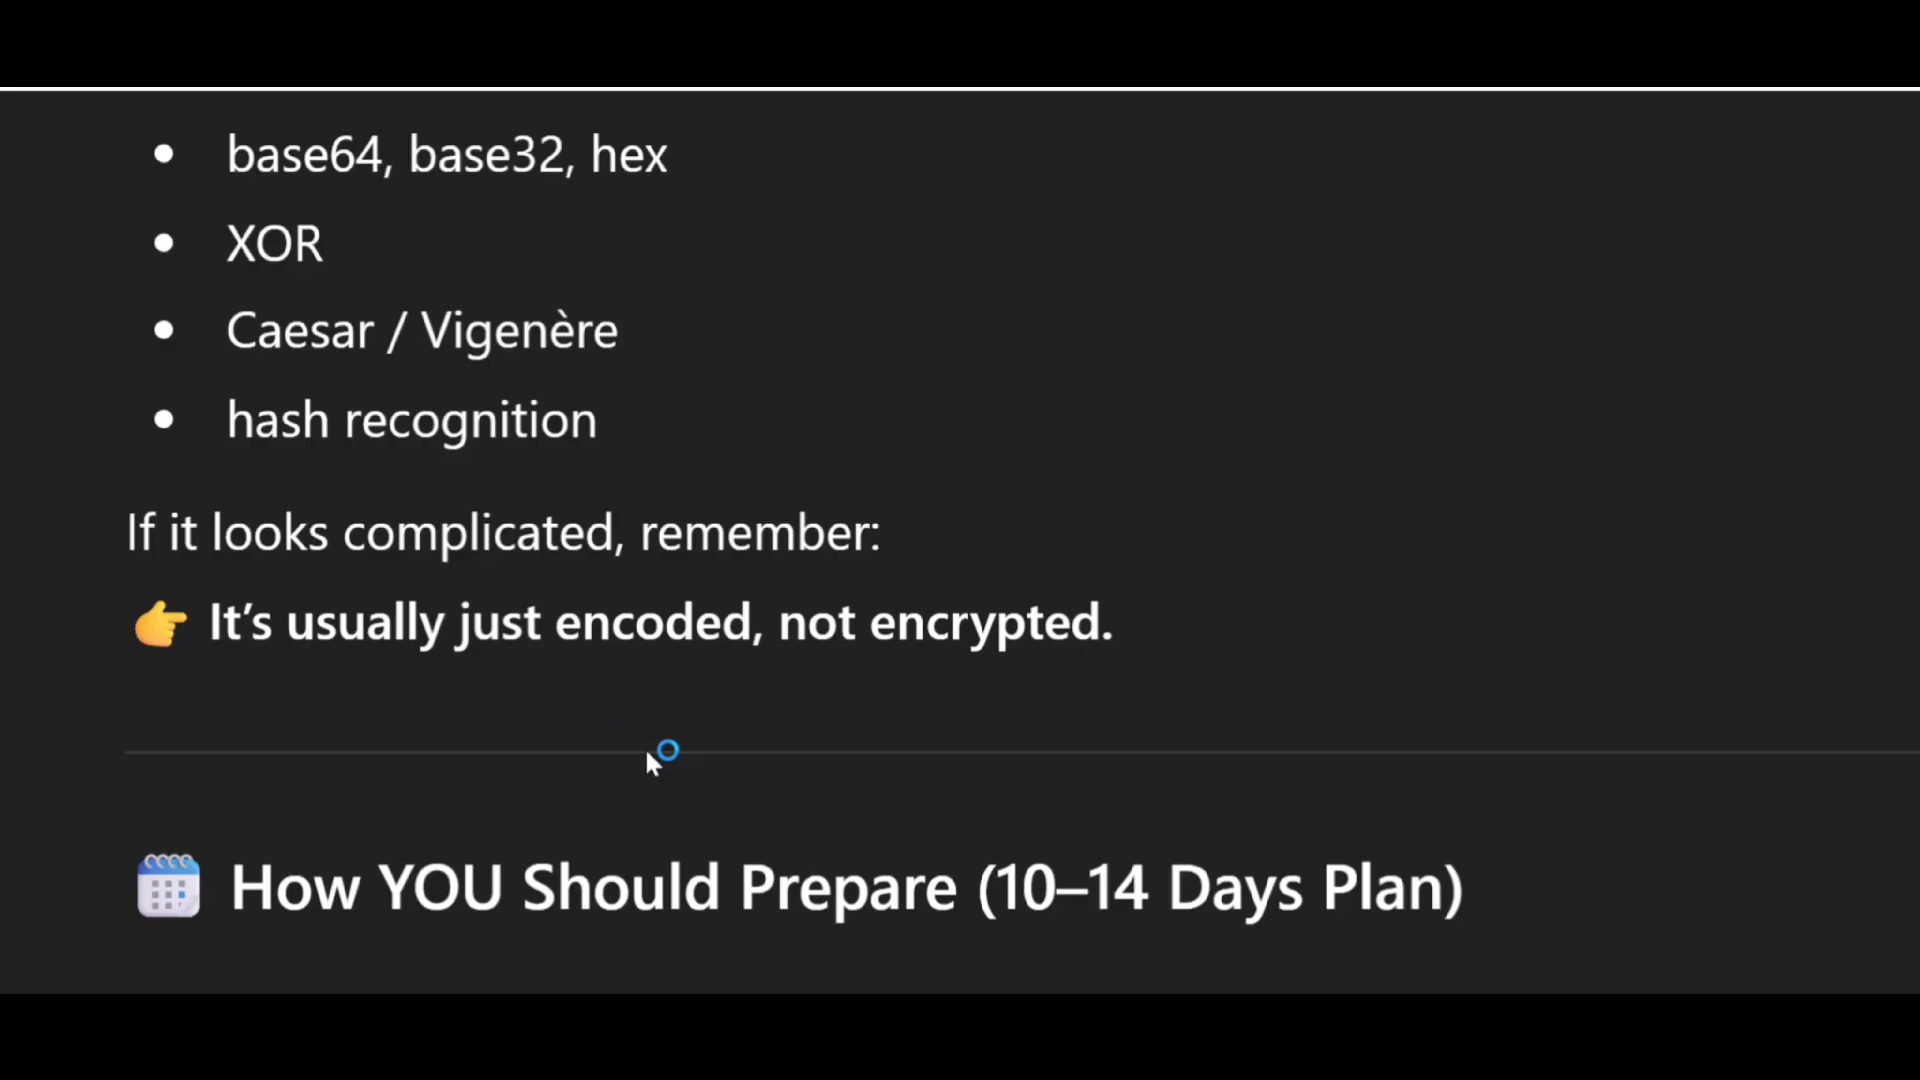 • base64, base32, hex
• XOR
• Caesar / Vigenère
• hash recognition
If it looks complicated, remember:
👉 It’s usually just encoded, not encrypted.
🗓️ How YOU Should Prepare (10–14 Days Plan)